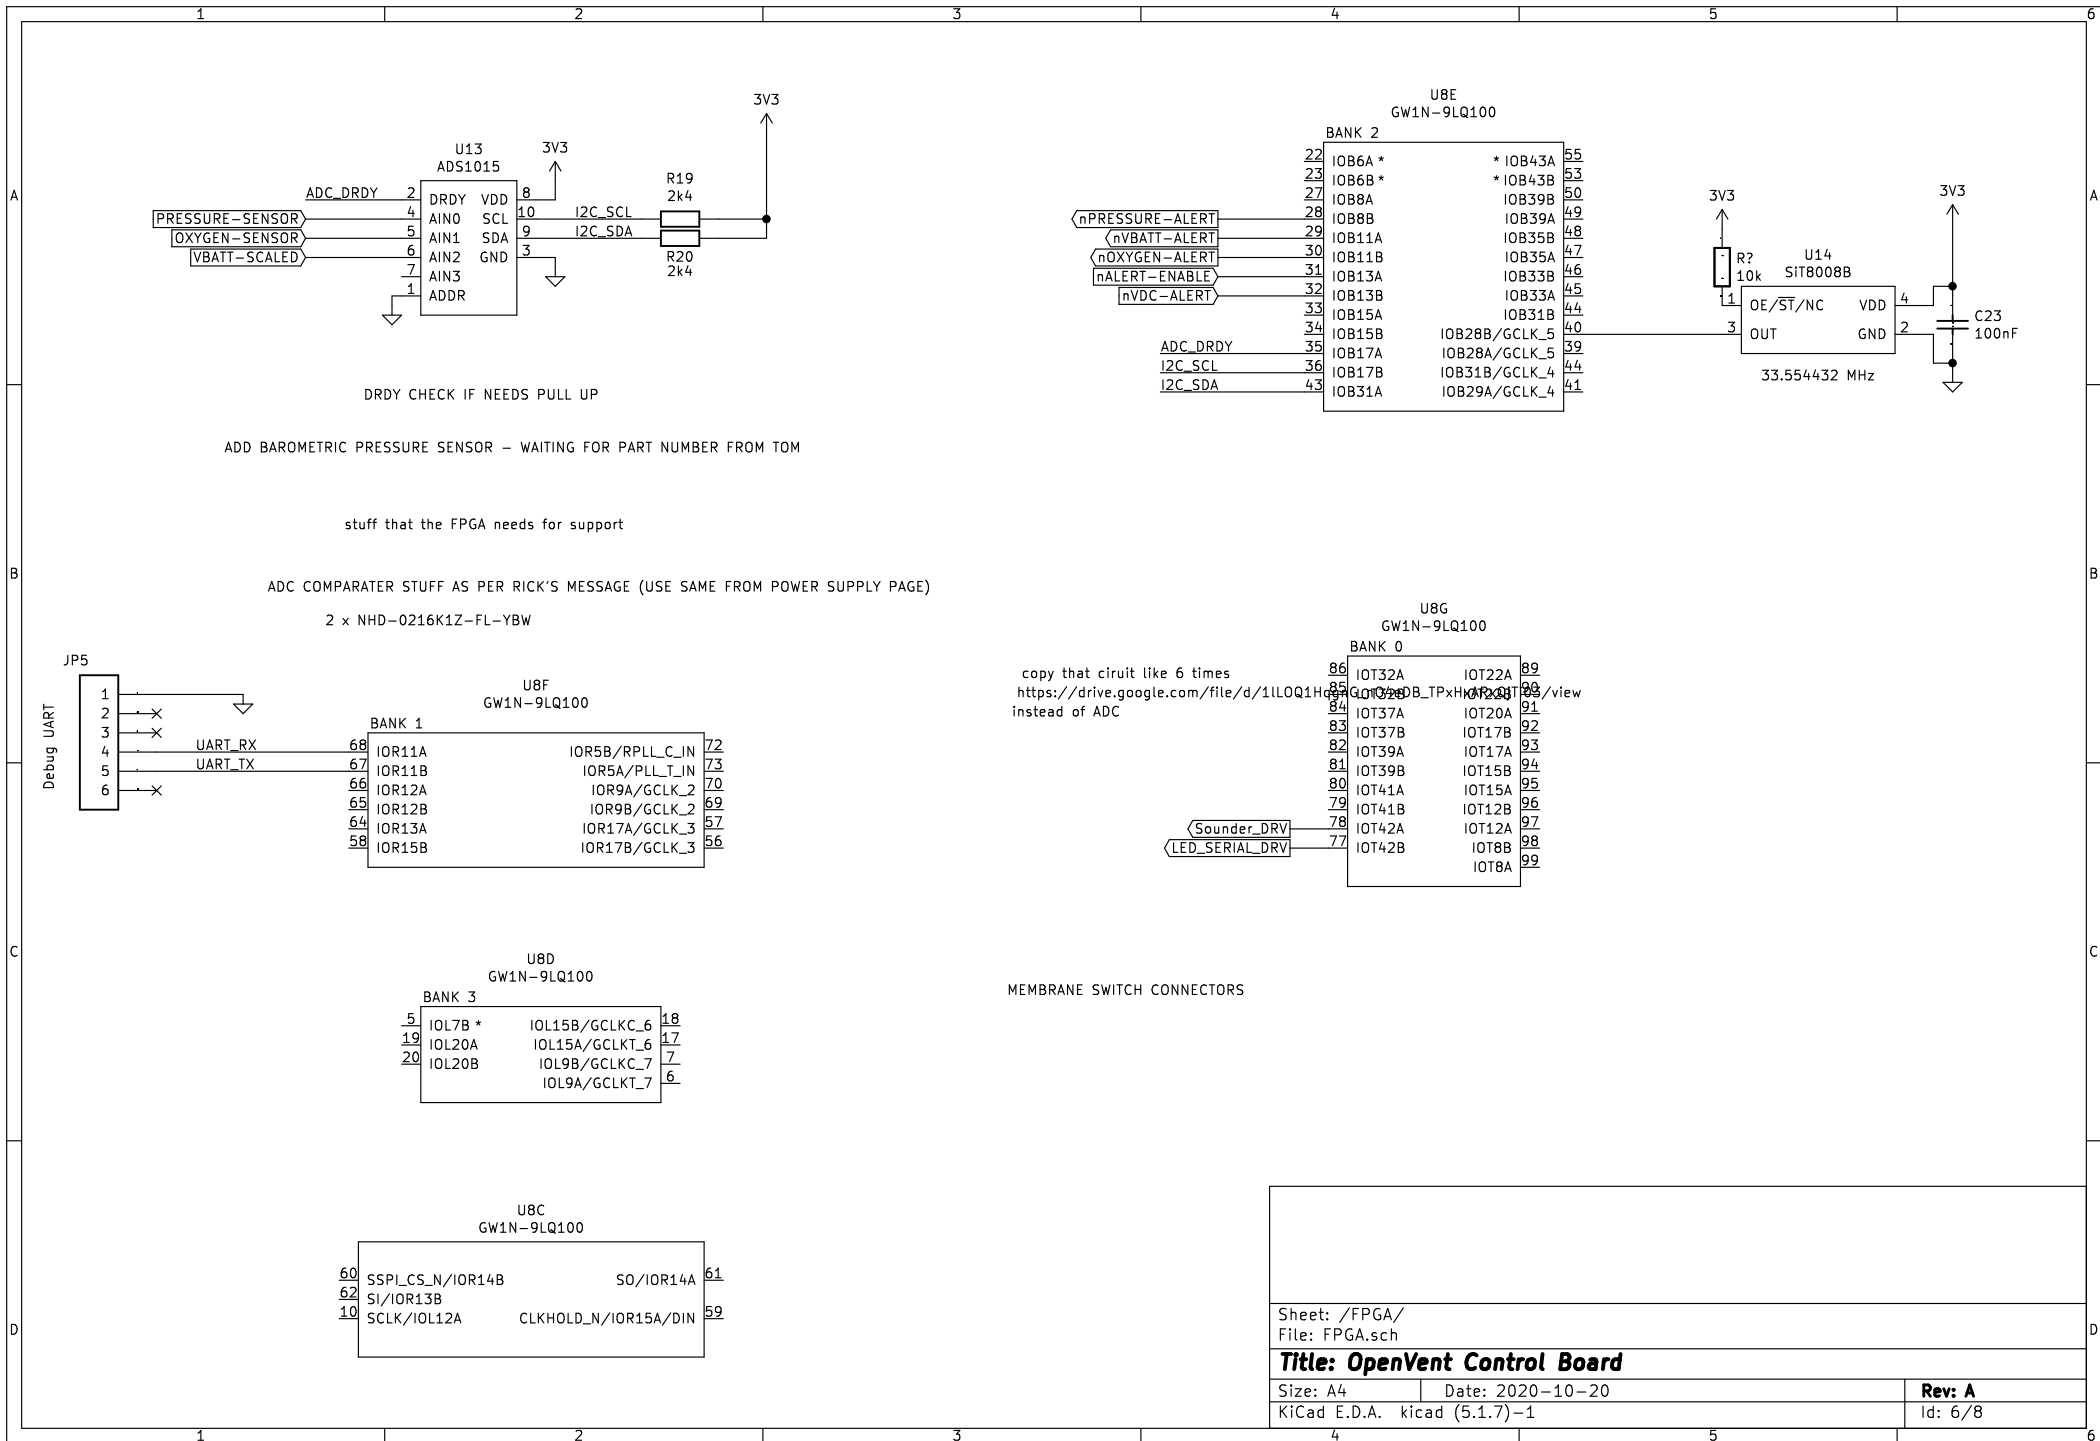 1 2 3 4 5 6
A
B
C
D
A
B
C
D
1 2 3 4 5 6
U13
ADS1015
3V3
3V3
ADC_DRDY 2 DRDY VDD 8
PRESSURE-SENSOR 4 AIN0 SCL 10 I2C_SCL
OXYGEN-SENSOR 5 AIN1 SDA 9 I2C_SDA
VBATT-SCALED 6 AIN2 GND 3
7 AIN3
1 ADDR
R19
2k4
R20
2k4
DRDY CHECK IF NEEDS PULL UP
ADD BAROMETRIC PRESSURE SENSOR – WAITING FOR PART NUMBER FROM TOM
stuff that the FPGA needs for support
ADC COMPARATER STUFF AS PER RICK'S MESSAGE (USE SAME FROM POWER SUPPLY PAGE)
2 x NHD-0216K1Z-FL-YBW
U8E
GW1N-9LQ100
BANK 2
22 IOB6A * * IOB43A 55
23 IOB6B * * IOB43B 53
27 IOB8A IOB39B 50
nPRESSURE-ALERT 28 IOB8B IOB39A 49
nVBATT-ALERT 29 IOB11A IOB35B 48
nOXYGEN-ALERT 30 IOB11B IOB35A 47
nALERT-ENABLE 31 IOB13A IOB33B 46
nVDC-ALERT 32 IOB13B IOB33A 45
33 IOB15A IOB31B 44
34 IOB15B IOB28B/GCLK_5 40
ADC_DRDY 35 IOB17A IOB28A/GCLK_5 39
I2C_SCL 36 IOB17B IOB31B/GCLK_4 44
I2C_SDA 43 IOB31A IOB29A/GCLK_4 41
3V3
R?
10k
U14
SiT8008B
1 OE/ST/NC VDD 4
3 OUT GND 2
33.554432 MHz
3V3
C23
100nF
JP5
Debug UART
1
2
3
4 UART_RX
5 UART_TX
6
U8F
GW1N-9LQ100
BANK 1
68 IOR11A IOR5B/RPLL_C_IN 72
67 IOR11B IOR5A/PLL_T_IN 73
66 IOR12A IOR9A/GCLK_2 70
65 IOR12B IOR9B/GCLK_2 69
64 IOR13A IOR17A/GCLK_3 57
58 IOR15B IOR17B/GCLK_3 56
copy that ciruit like 6 times
instead of ADC
U8G
GW1N-9LQ100
BANK 0
86 IOT32A IOT22A 89
85 IOT32B IOT22B 90
84 IOT37A IOT20A 91
83 IOT37B IOT17B 92
82 IOT39A IOT17A 93
81 IOT39B IOT15B 94
80 IOT41A IOT15A 95
79 IOT41B IOT12B 96
Sounder_DRV 78 IOT42A IOT12A 97
LED_SERIAL_DRV 77 IOT42B IOT8B 98
IOT8A 99
U8D
GW1N-9LQ100
BANK 3
5 IOL7B * IOL15B/GCLKC_6 18
19 IOL20A IOL15A/GCLKT_6 17
20 IOL20B IOL9B/GCLKC_7 7
IOL9A/GCLKT_7 6
MEMBRANE SWITCH CONNECTORS
U8C
GW1N-9LQ100
60 SSPI_CS_N/IOR14B SO/IOR14A 61
62 SI/IOR13B
10 SCLK/IOL12A CLKHOLD_N/IOR15A/DIN 59
Sheet: /FPGA/
File: FPGA.sch
Title: OpenVent Control Board
Size: A4 Date: 2020-10-20 Rev: A
KiCad E.D.A. kicad (5.1.7)-1 Id: 6/8